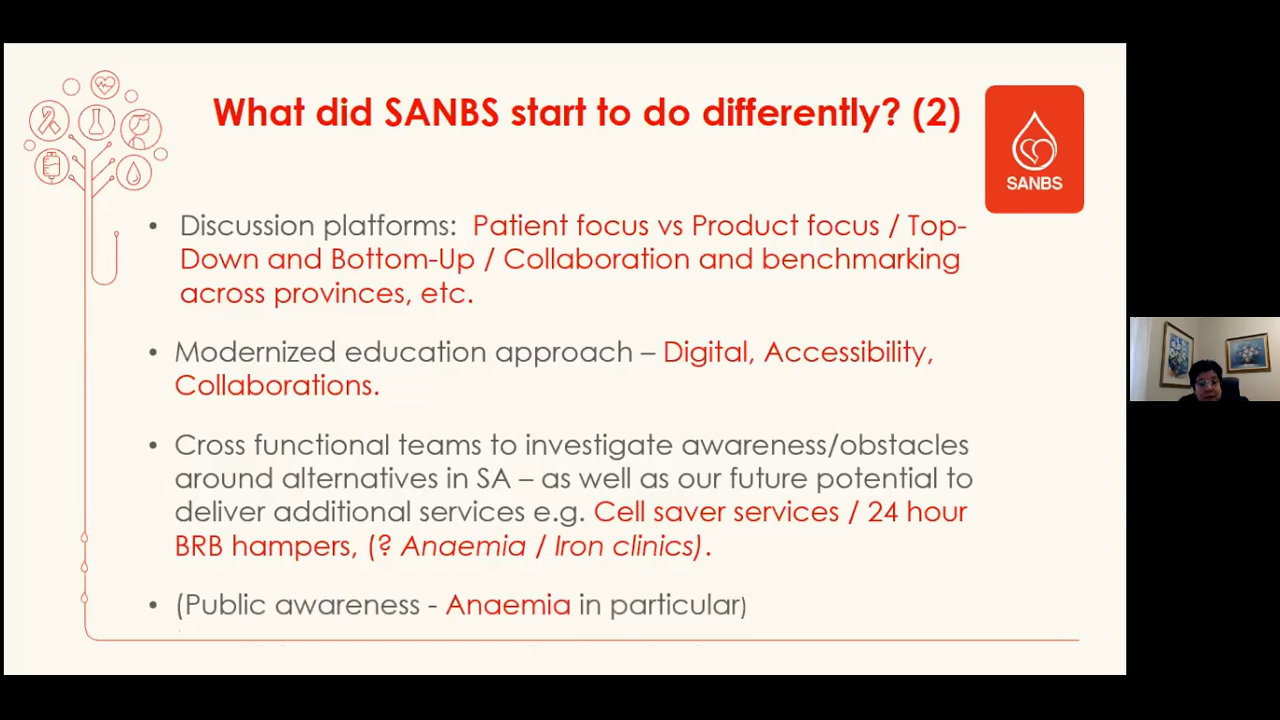 What did SANBS start to do differently? (2)
SANBS
• Discussion platforms: Patient focus vs Product focus / Top-
Down and Bottom-Up / Collaboration and benchmarking
across provinces, etc.
• Modernized education approach – Digital, Accessibility,
Collaborations.
• Cross functional teams to investigate awareness/obstacles
around alternatives in SA – as well as our future potential to
deliver additional services e.g. Cell saver services / 24 hour
BRB hampers, (? Anaemia / Iron clinics).
• (Public awareness - Anaemia in particular)